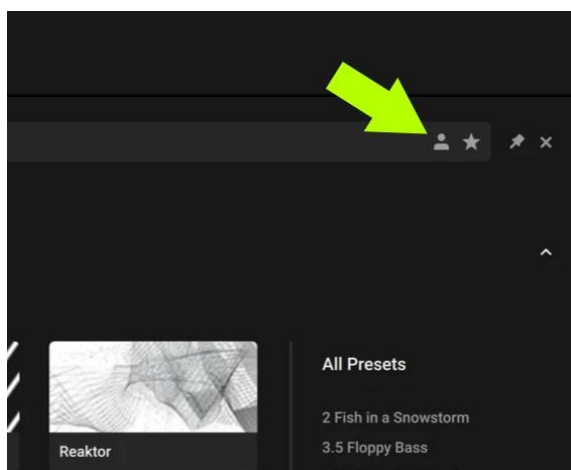 All Presets
2 Fish in a Snowstorm
3.5 Floppy Bass
Reaktor